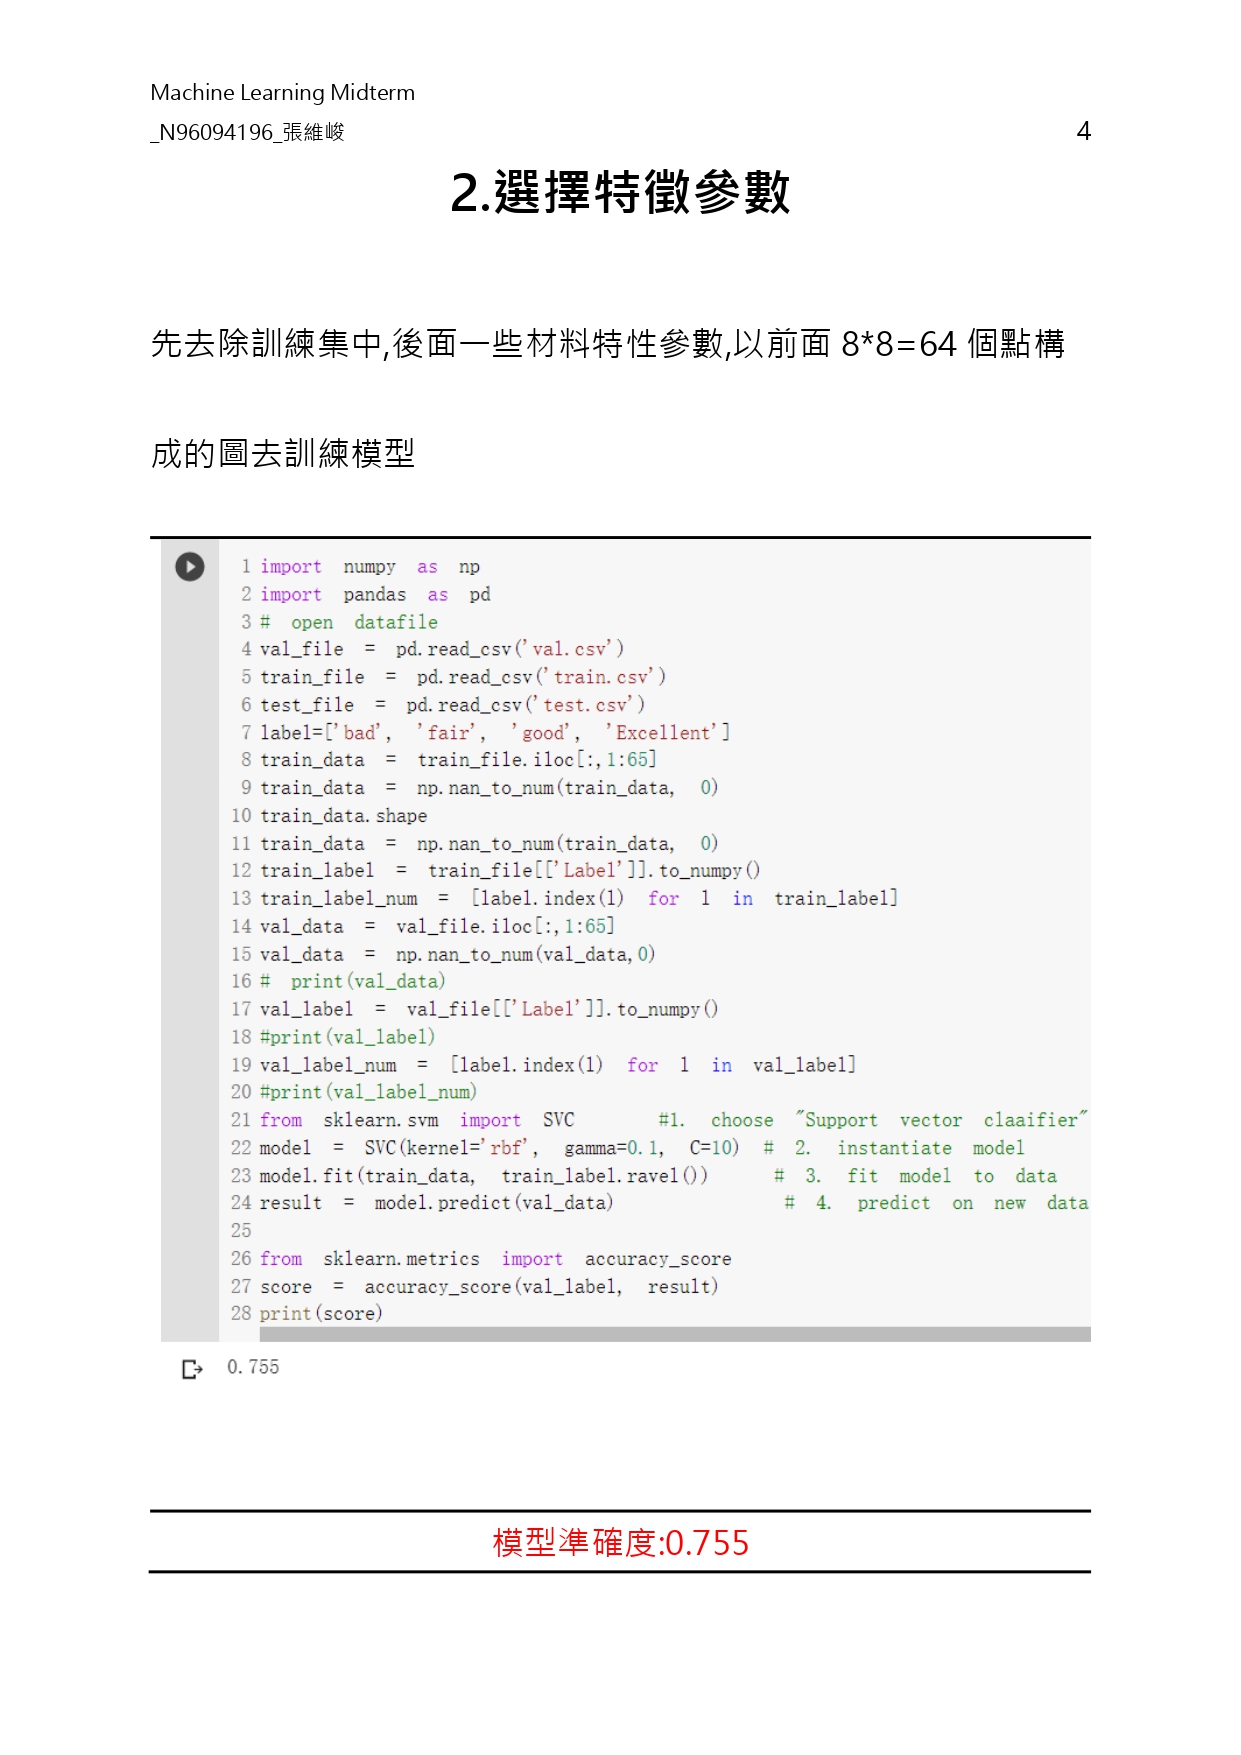 Machine Learning Midterm
_N96094196_張維峻
4
2.選擇特徵參數
先去除訓練集中,後面一些材料特性參數,以前面 8*8=64 個點構
成的圖去訓練模型
1 import numpy as np
2 import pandas as pd
3 # open datafile
4 val_file = pd.read_csv('val.csv')
5 train_file = pd.read_csv('train.csv')
6 test_file = pd.read_csv('test.csv')
7 label=['bad', 'fair', 'good', 'Excellent']
8 train_data = train_file.iloc[:,1:65]
9 train_data = np.nan_to_num(train_data, 0)
10 train_data.shape
11 train_data = np.nan_to_num(train_data, 0)
12 train_label = train_file[['Label']].to_numpy()
13 train_label_num = [label.index(l) for l in train_label]
14 val_data = val_file.iloc[:,1:65]
15 val_data = np.nan_to_num(val_data,0)
16 # print(val_data)
17 val_label = val_file[['Label']].to_numpy()
18 #print(val_label)
19 val_label_num = [label.index(l) for l in val_label]
20 #print(val_label_num)
21 from sklearn.svm import SVC #1. choose "Support vector claaifier"
22 model = SVC(kernel='rbf', gamma=0.1, C=10) # 2. instantiate model
23 model.fit(train_data, train_label.ravel()) # 3. fit model to data
24 result = model.predict(val_data) # 4. predict on new data
25
26 from sklearn.metrics import accuracy_score
27 score = accuracy_score(val_label, result)
28 print(score)
0.755
模型準確度:0.755